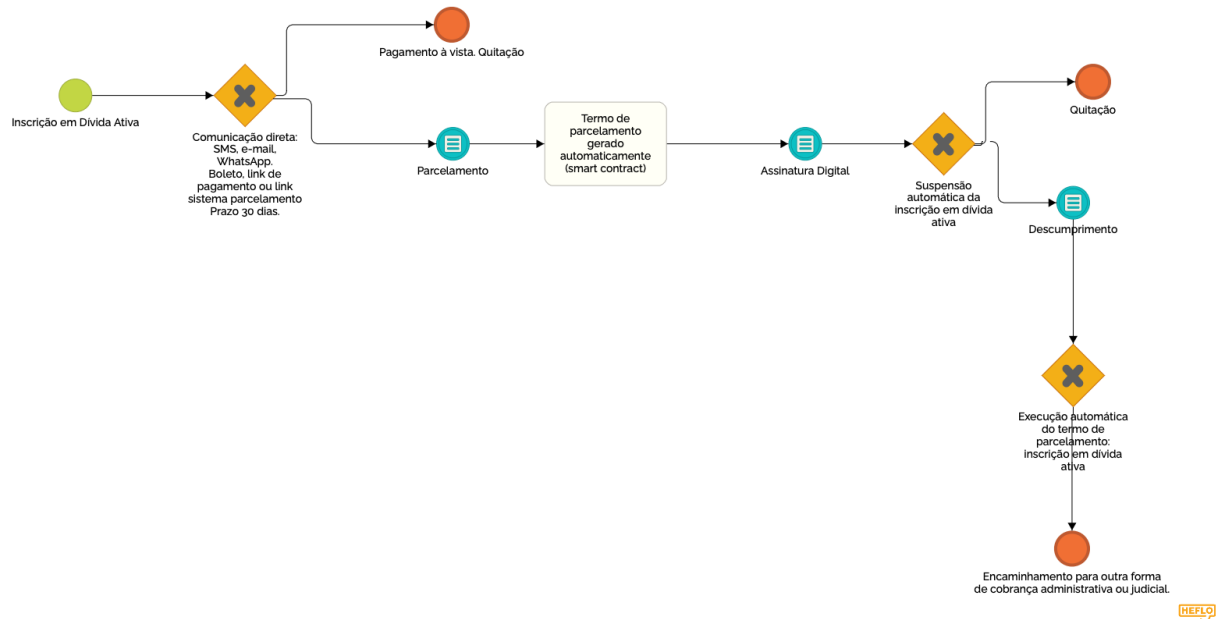 Inscrição em Dívida Ativa
Comunicação direta:
SMS, e-mail,
WhatsApp.
Boleto, link de
pagamento ou link
sistema parcelamento
Prazo 30 dias.
Pagamento à vista. Quitação
Parcelamento
Termo de
parcelamento
gerado
automaticamente
(smart contract)
Assinatura Digital
Suspensão
automática da
inscrição em dívida
ativa
Quitação
Descumprimento
Execução automática
do termo de
parcelamento:
inscrição em dívida
ativa
Encaminhamento para outra forma
de cobrança administrativa ou judicial.
HEFLO